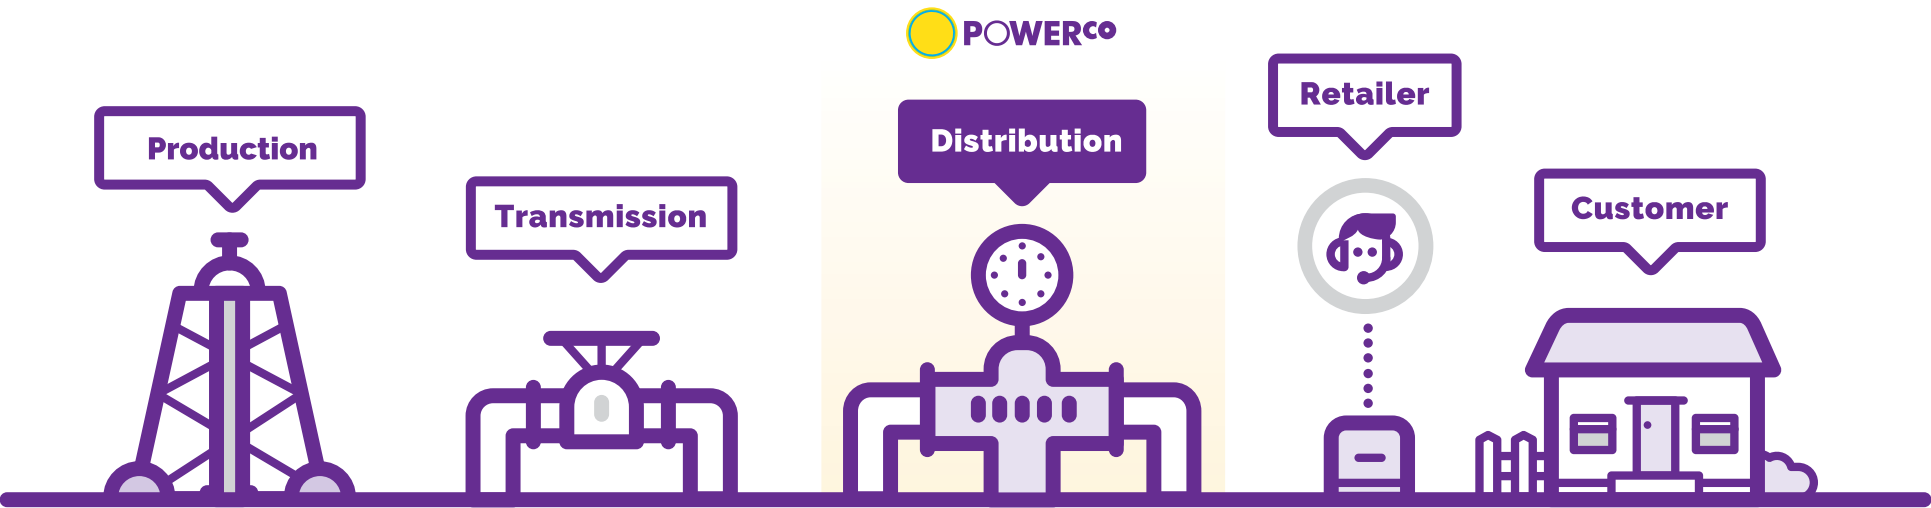 POWERCO
Production
Transmission
Distribution
Retailer
Customer